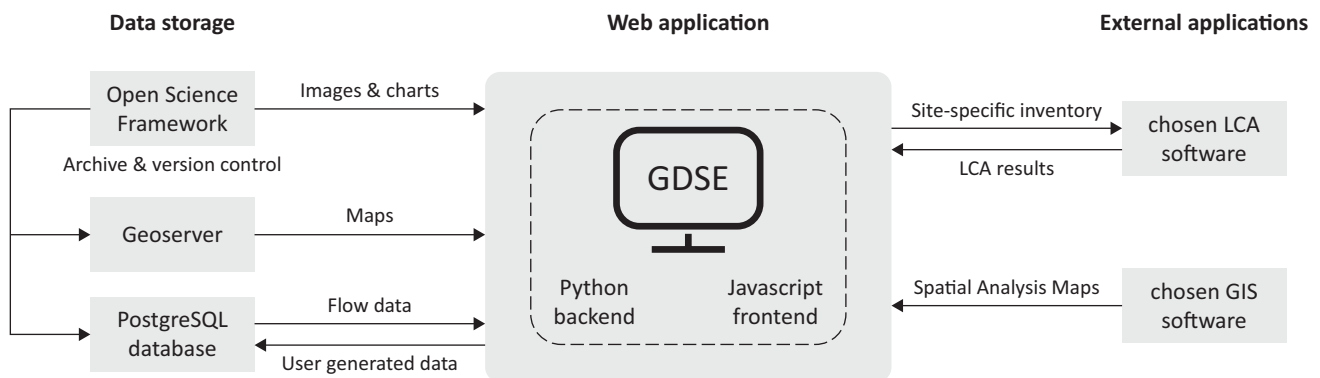 Data storage
Web application
External applications
Open Science
Framework
Images & charts
Archive & version control
Geoserver
Maps
PostgreSQL
database
Flow data
User generated data
GDSE
Python
backend
Javascript
frontend
Site-specific inventory
LCA results
chosen LCA
software
Spatial Analysis Maps
chosen GIS
software